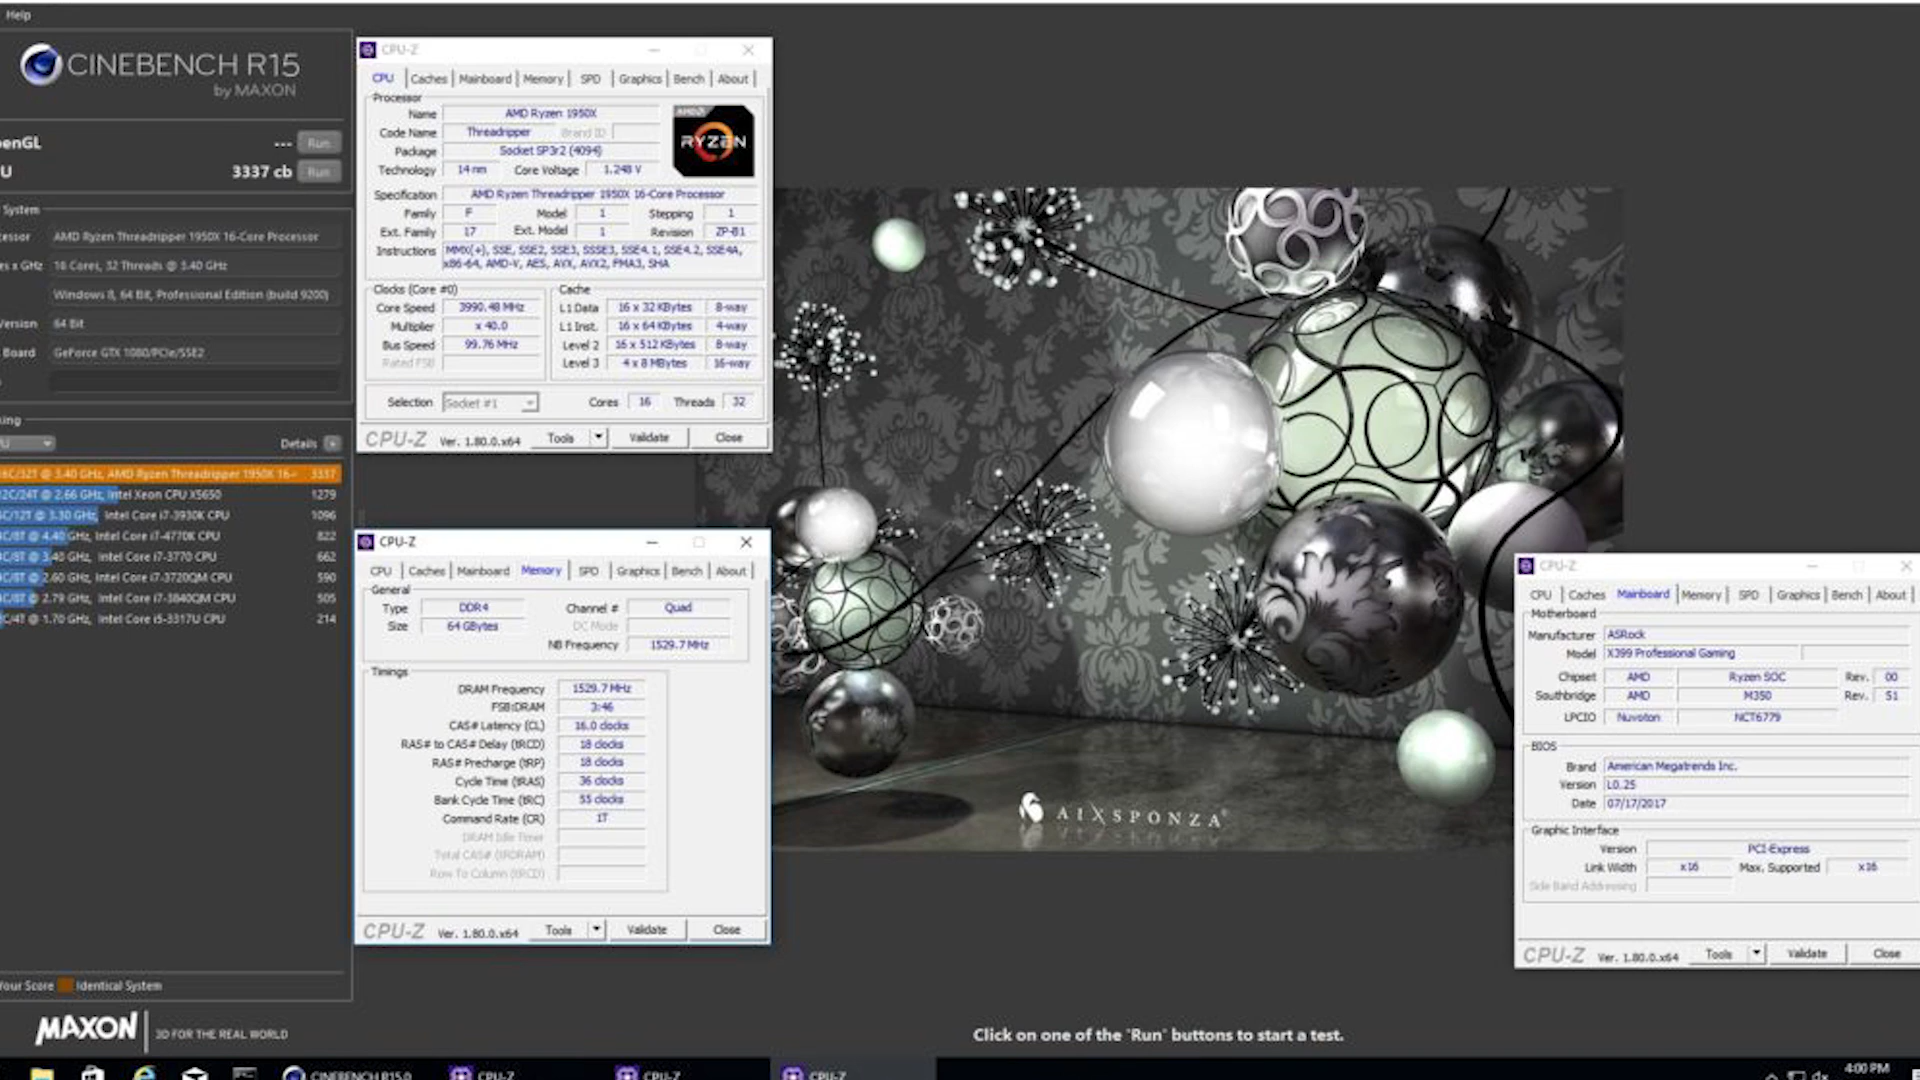 Help
CINEBENCH R15
by MAXON
enGL --- Run
U 3337 cb Run
System
essor AMD Ryzen Threadripper 1950X 16-Core Processor
es x GHz 16 Cores, 32 Threads @ 3.40 GHz
Windows 8, 64 Bit, Professional Edition (build 9200)
Version 64 Bit
Board GeForce GTX 1080/PCIe/SSE2
king
Details
6C/32T @ 3.40 GHz, AMD Ryzen Threadripper 1950X 16- 3337
12C/24T @ 2.66 GHz, Intel Xeon CPU X5650 1279
6C/12T @ 3.30 GHz, Intel Core i7-3930K CPU 1096
4C/8T @ 4.40 GHz, Intel Core i7-4770K CPU 822
4C/8T @ 3.40 GHz, Intel Core i7-3770 CPU 662
4C/8T @ 2.60 GHz, Intel Core i7-3720QM CPU 590
4C/8T @ 2.79 GHz, Intel Core i7-3840QM CPU 505
C/4T @ 1.70 GHz, Intel Core i5-3317U CPU 214
Your Score Identical System
MAXON 3D FOR THE REAL WORLD
CPU-Z
CPU Caches Mainboard Memory SPD Graphics Bench About
Processor
Name AMD Ryzen 1950X
Code Name Threadripper Brand ID
Package Socket SP3r2 (4094)
Technology 14 nm Core Voltage 1.248 V
AMD
RYZEN
Specification AMD Ryzen Threadripper 1950X 16-Core Processor
Family F Model 1 Stepping 1
Ext. Family 17 Ext. Model 1 Revision ZP-B1
Instructions MMX(+), SSE, SSE2, SSE3, SSSE3, SSE4.1, SSE4.2, SSE4A,
x86-64, AMD-V, AES, AVX, AVX2, FMA3, SHA
Clocks (Core #0)
Core Speed 3990.48 MHz
Multiplier x 40.0
Bus Speed 99.76 MHz
Rated FSB
Cache
L1 Data 16 x 32 KBytes 8-way
L1 Inst. 16 x 64 KBytes 4-way
Level 2 16 x 512 KBytes 8-way
Level 3 4 x 8 MBytes 16-way
Selection Socket #1 Cores 16 Threads 32
CPU-Z Ver. 1.80.0.x64 Tools Validate Close
CPU-Z
CPU Caches Mainboard Memory SPD Graphics Bench About
General
Type DDR4 Channel # Quad
Size 64 GBytes DC Mode
NB Frequency 1529.7 MHz
Timings
DRAM Frequency 1529.7 MHz
FSB:DRAM 3:46
CAS# Latency (CL) 16.0 clocks
RAS# to CAS# Delay (tRCD) 18 clocks
RAS# Precharge (tRP) 18 clocks
Cycle Time (tRAS) 36 clocks
Bank Cycle Time (tRC) 55 clocks
Command Rate (CR) 1T
DRAM Idle Timer
Total CAS# (tRDRAM)
Row To Column (tRCD)
CPU-Z Ver. 1.80.0.x64 Tools Validate Close
AIXSPONZA
CPU-Z
CPU Caches Mainboard Memory SPD Graphics Bench About
Motherboard
Manufacturer ASRock
Model X399 Professional Gaming
Chipset AMD Ryzen SOC Rev. 00
Southbridge AMD M350 Rev. 51
LPCIO Nuvoton NCT6779
BIOS
Brand American Megatrends Inc.
Version L0.25
Date 07/17/2017
Graphic Interface
Version PCI-Express
Link Width x16 Max. Supported x16
Side Band Addressing
CPU-Z Ver. 1.80.0.x64 Tools Validate Close
Click on one of the "Run" buttons to start a test.
CINEBENCH R15.0 CPU-Z CPU-Z CPU-Z 4:00 PM